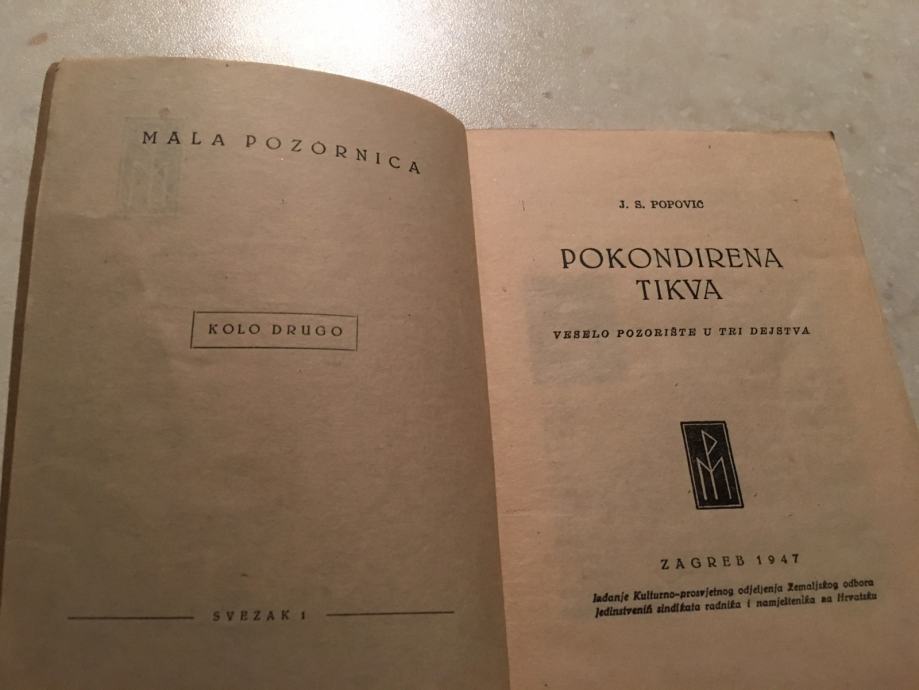 MALA POZORNICA
KOLO DRUGO
SVEZAK 1
J. S. POPOVIĆ
POKONDIRENA
TIKVA
VESELO POZORIŠTE U TRI DEJSTVA
PM
ZAGREB 1947
Izdanje Kulturno-prosvjetnog odjeljenja Zemaljskog odbora
Jedinstvenih sindikata radnika i namještenika za Hrvatsku